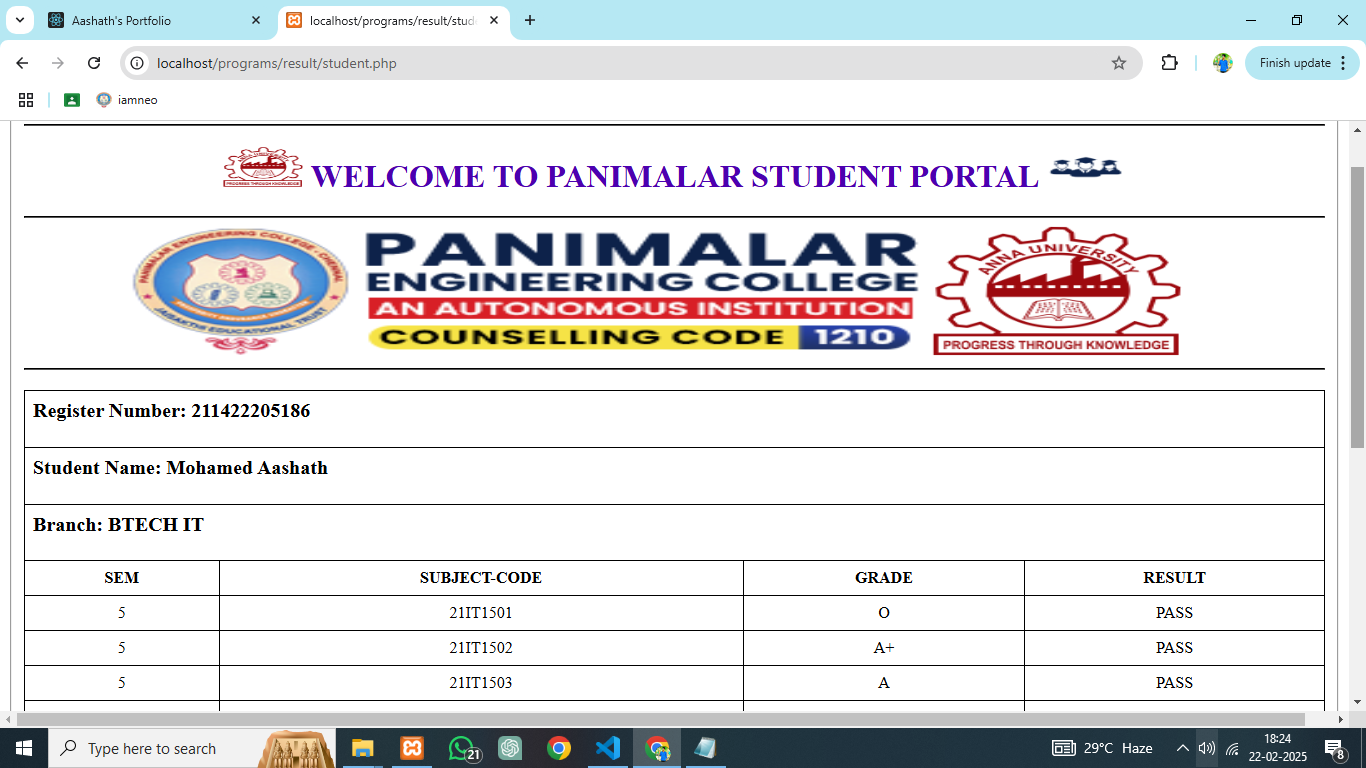 Aashath's Portfolio
localhost/programs/result/stude
localhost/programs/result/student.php
Finish update
iamneo
PROGRESS THROUGH KNOWLEDGE
WELCOME TO PANIMALAR STUDENT PORTAL
PANIMALAR ENGINEERING COLLEGE - CHENNAI
JAISAKTHI EDUCATIONAL TRUST
PANIMALAR
ENGINEERING COLLEGE
AN AUTONOMOUS INSTITUTION
COUNSELLING CODE 1210
ANNA UNIVERSITY
PROGRESS THROUGH KNOWLEDGE
Register Number: 211422205186
Student Name: Mohamed Aashath
Branch: BTECH IT
SEM SUBJECT-CODE GRADE RESULT
5 21IT1501 O PASS
5 21IT1502 A+ PASS
5 21IT1503 A PASS
Type here to search
21
29°C Haze
18:24
22-02-2025
8